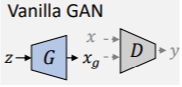 Vanilla GAN
x
z G x_g D y